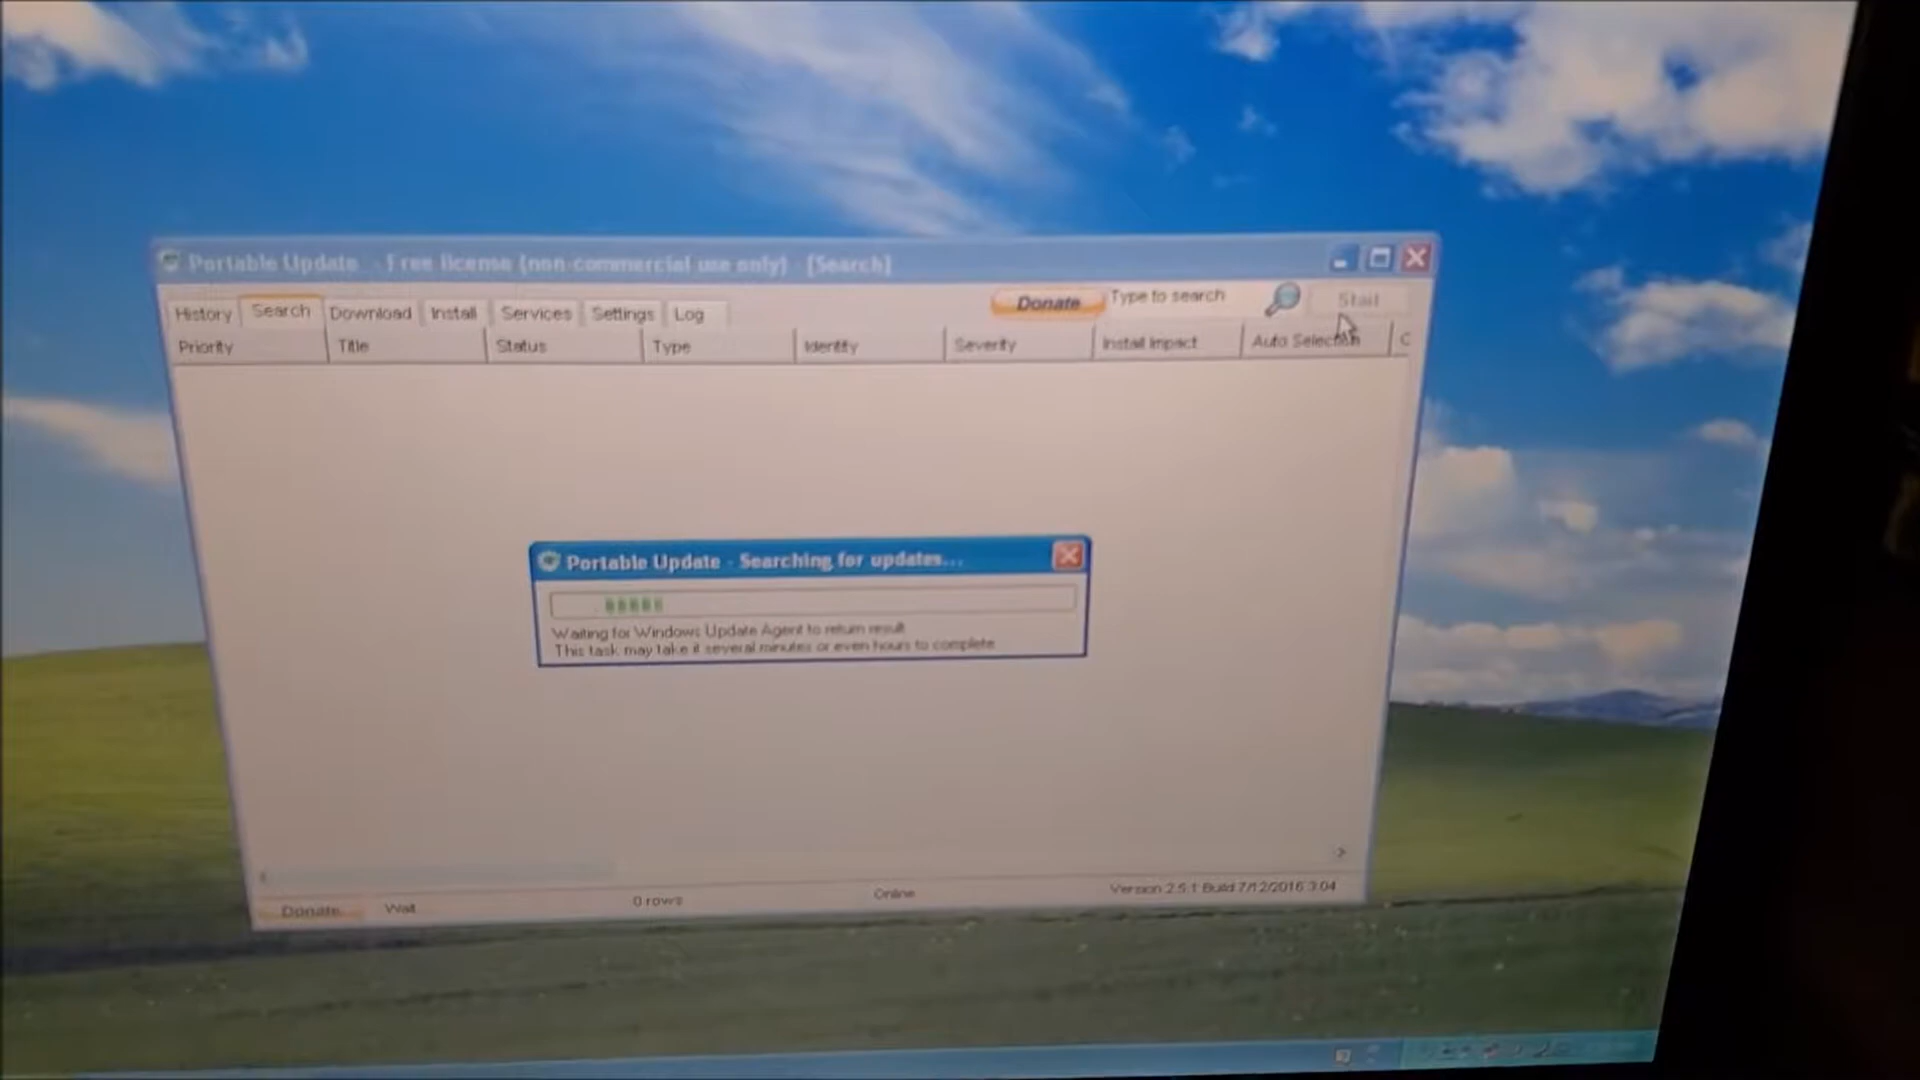 Portable Update - Free license (non-commercial use only) - [Search]
History Search Download Install Services Settings Log Donate Type to search Start
Priority Title Status Type Identity Severity Install Impact Auto Selection C
Portable Update - Searching for updates...
Waiting for Windows Update Agent to return result
This task may take it several minutes or even hours to complete
Donate Wait 0 rows Online Version 2.5.1 Build 7/12/2016 3:04